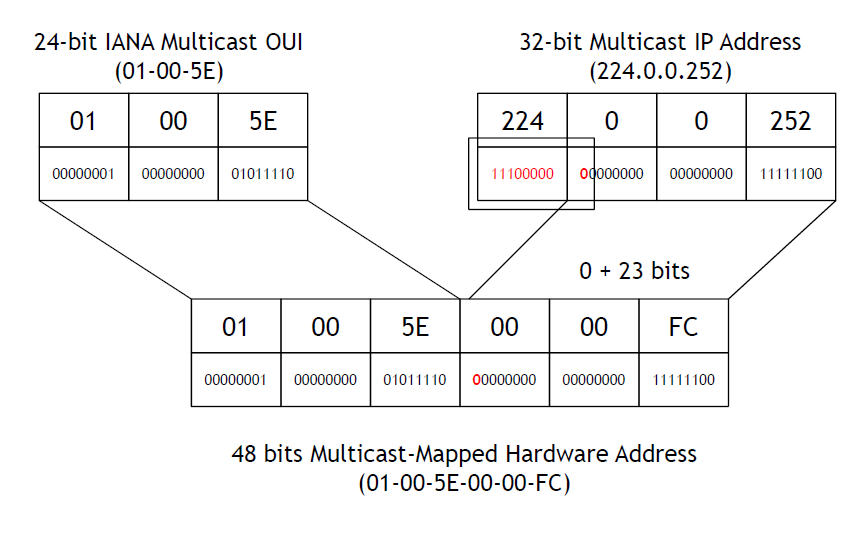 24-bit IANA Multicast OUI
(01-00-5E)
32-bit Multicast IP Address
(224.0.0.252)
01 00 5E
00000001 00000000 01011110
224 0 0 252
11100000 00000000 00000000 11111100
0 + 23 bits
01 00 5E 00 00 FC
00000001 00000000 01011110 00000000 00000000 11111100
48 bits Multicast-Mapped Hardware Address
(01-00-5E-00-00-FC)